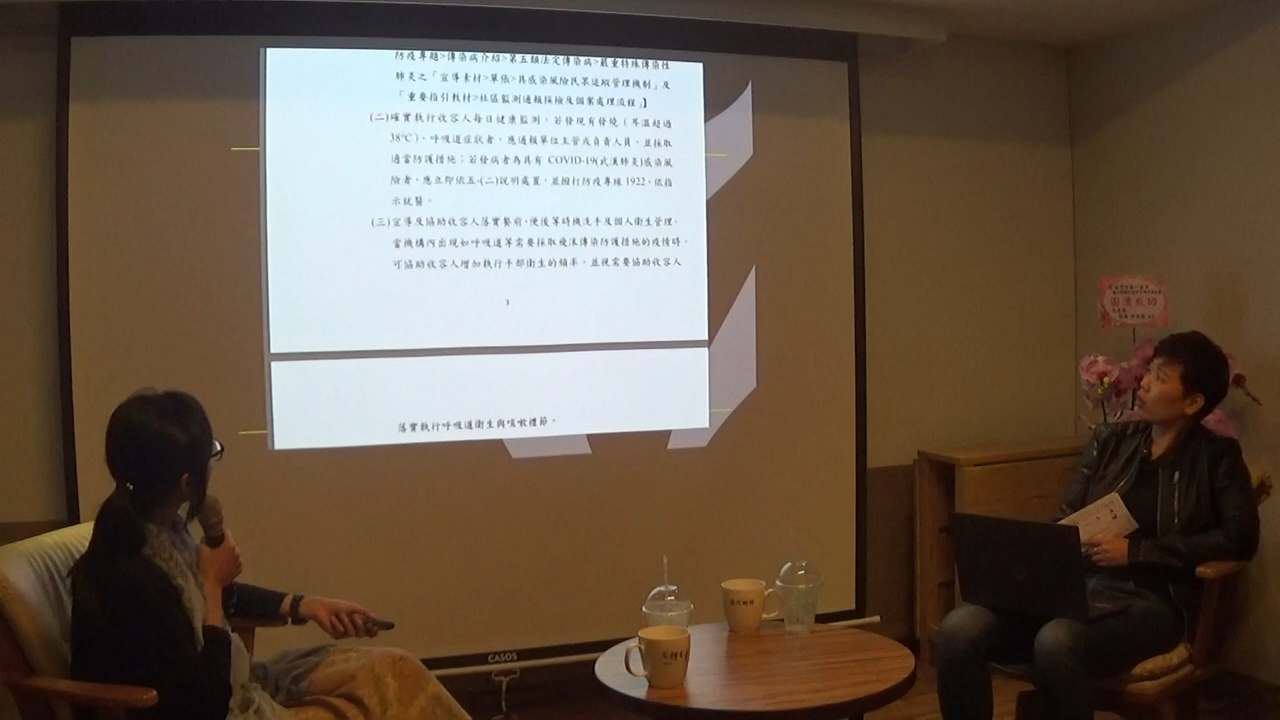 防疫專題>傳染病介紹>第五類法定傳染病>嚴重特殊傳染性
肺炎之「宣導素材>單張>具感染風險民眾追蹤管理機制」及
「重要指引教材>社區監測通報採檢及個案處理流程」】
(二)確實執行收容人每日健康監測，若發現有發燒（耳溫超過
38℃)、呼吸道症狀者，應通報單位主管或負責人員，並採取
適當防護措施；若發病者為具有 COVID-19(武漢肺炎)感染風
險者，應立即依五-(二)說明處置，並撥打防疫專線 1922，依指
示就醫。
(三)宣導及協助收容人落實餐前、便後等時機洗手及個人衛生管理。
當機構內出現如呼吸道等需要採取飛沫傳染防護措施的疫情時，
可協助收容人增加執行手部衛生的頻率，並視需要協助收容人
3
落實執行呼吸道衛生與咳嗽禮節。
CASOS
圓滿成功